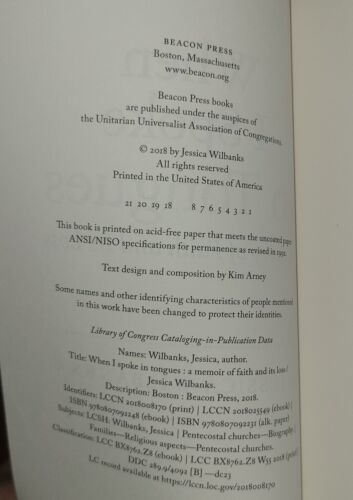 BEACON PRESS
Boston, Massachusetts
www.beacon.org
Beacon Press books
are published under the auspices of
the Unitarian Universalist Association of Congregations.
© 2018 by Jessica Wilbanks
All rights reserved
Printed in the United States of America
21 20 19 18 8 7 6 5 4 3 2 1
This book is printed on acid-free paper that meets the uncoated paper
ANSI/NISO specifications for permanence as revised in 1992.
Text design and composition by Kim Arney
Some names and other identifying characteristics of people mentioned
in this work have been changed to protect their identities.
Library of Congress Cataloging-in-Publication Data
Names: Wilbanks, Jessica, author.
Title: When I spoke in tongues : a memoir of faith and its loss /
Jessica Wilbanks.
Description: Boston : Beacon Press, 2018.
Identifiers: LCCN 2018008170 (print) | LCCN 2018025549 (ebook) |
ISBN 9780807092248 (ebook) | ISBN 9780807092231 (alk. paper)
Subjects: LCSH: Wilbanks, Jessica | Pentecostal churches—Biography |
Families—Religious aspects—Pentecostal churches.
Classification: LCC BX8762.Z8 (ebook) | LCC BX8762.Z8 W55 2018 (print) |
DDC 289.9/4092 [B] —dc23
LC record available at https://lccn.loc.gov/2018008170